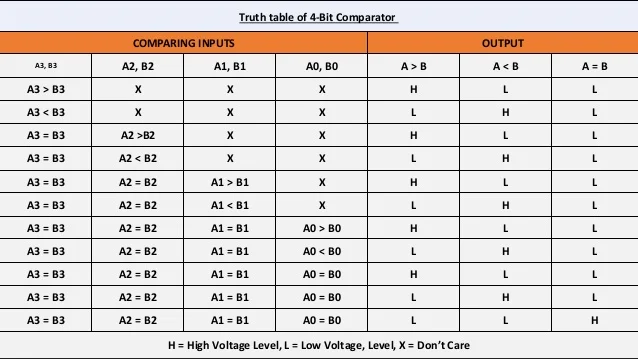 Truth table of 4-Bit Comparator
COMPARING INPUTS OUTPUT
A3, B3 A2, B2 A1, B1 A0, B0 A > B A < B A = B
A3 > B3 X X X H L L
A3 < B3 X X X L H L
A3 = B3 A2 >B2 X X H L L
A3 = B3 A2 < B2 X X L H L
A3 = B3 A2 = B2 A1 > B1 X H L L
A3 = B3 A2 = B2 A1 < B1 X L H L
A3 = B3 A2 = B2 A1 = B1 A0 > B0 H L L
A3 = B3 A2 = B2 A1 = B1 A0 < B0 L H L
A3 = B3 A2 = B2 A1 = B1 A0 = B0 H L L
A3 = B3 A2 = B2 A1 = B1 A0 = B0 L H L
A3 = B3 A2 = B2 A1 = B1 A0 = B0 L L H
H = High Voltage Level, L = Low Voltage, Level, X = Don’t Care